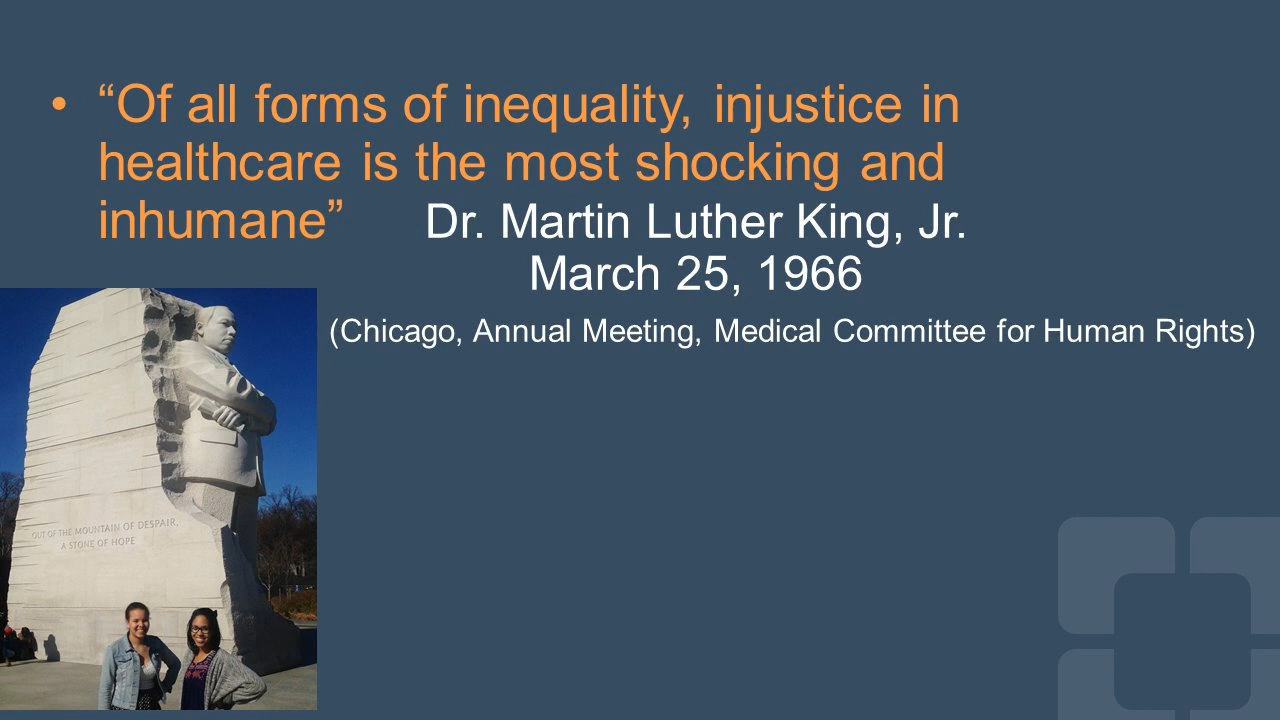 • “Of all forms of inequality, injustice in
healthcare is the most shocking and
inhumane” Dr. Martin Luther King, Jr.
March 25, 1966
(Chicago, Annual Meeting, Medical Committee for Human Rights)
OUT OF THE MOUNTAIN OF DESPAIR,
A STONE OF HOPE